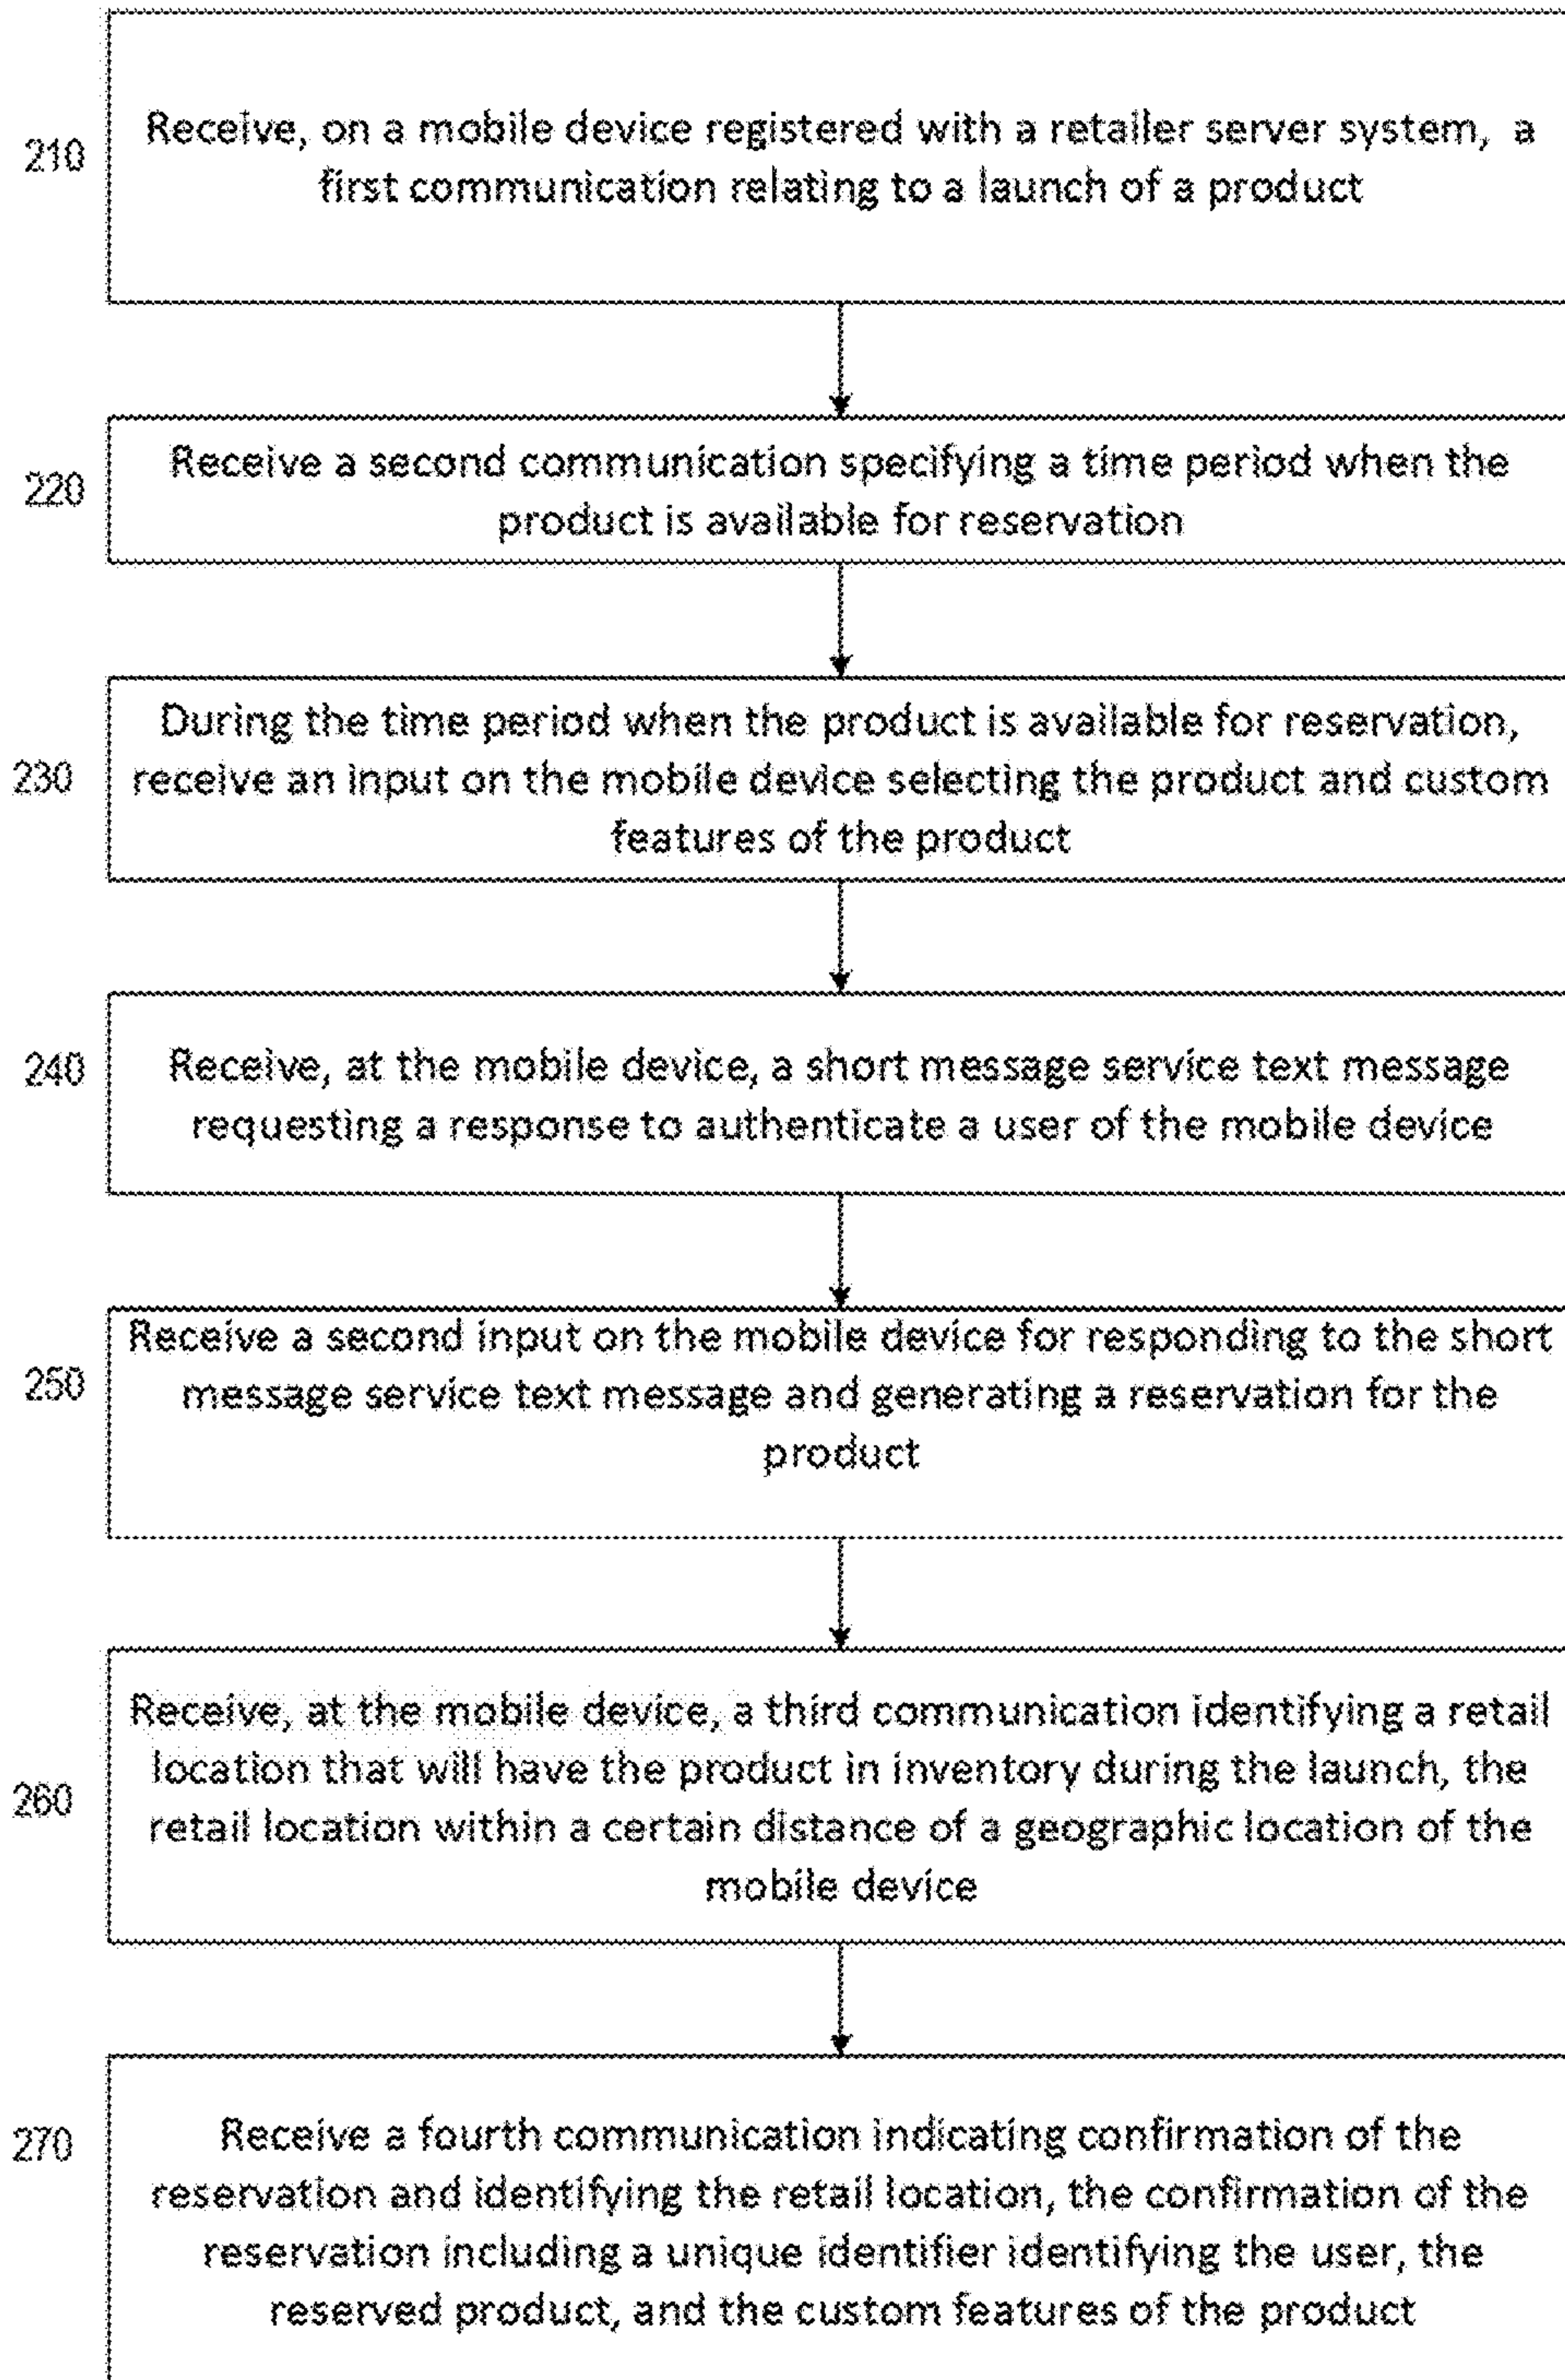 210
Receive, on a mobile device registered with a retailer server system, a
first communication relating to a launch of a product
220
Receive a second communication specifying a time period when the
product is available for reservation
During the time period when the product is available for reservation,
230
receive an input on the mobile device selecting the product and custom
features of the product
240
Receive, at the mobile device, a short message service text message
requesting a response to authenticate a user of the mobile device
Receive a second input on the mobile device for responding to the short
250
message service text message and generating a reservation for the
product
Receive, at the mobile device, a third communication identifying a retail
location that will have the product in inventory during the launch, the
260
retail location within a certain distance of a geographic location of the
mobile device
270
Receive a fourth communication indicating confirmation of the
reservation and identifying the retail location, the confirmation of the
reservation including a unique identifier identifying the user, the
reserved product, and the custom features of the product